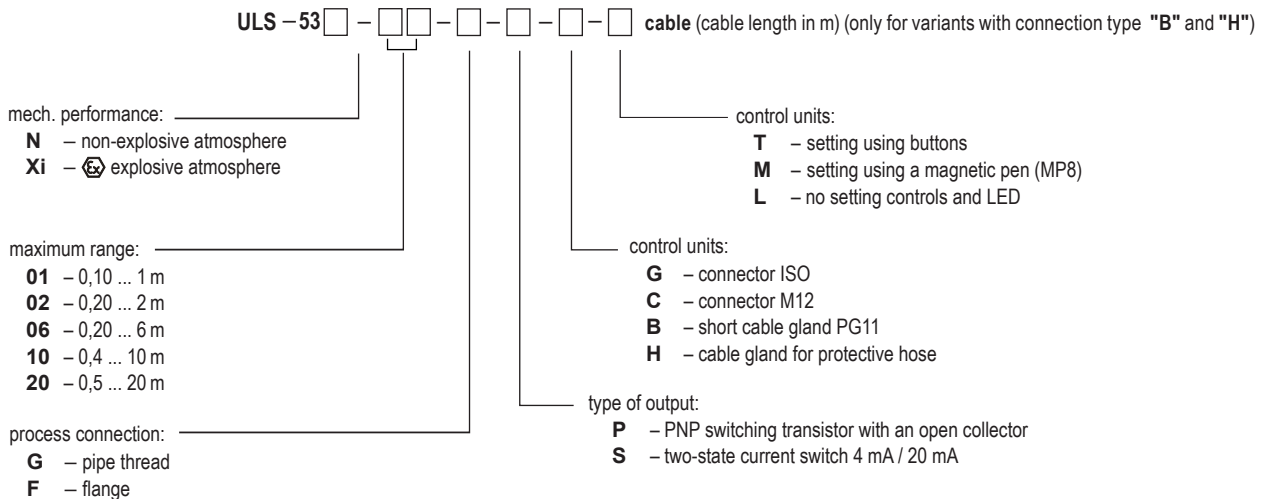 ULS – 53□ – □□ – □ – □ – □ – □ cable (cable length in m) (only for variants with connection type "B" and "H")
mech. performance:
N – non-explosive atmosphere
Xi – Ex explosive atmosphere
maximum range:
01 – 0,10 ... 1 m
02 – 0,20 ... 2 m
06 – 0,20 ... 6 m
10 – 0,4 ... 10 m
20 – 0,5 ... 20 m
process connection:
G – pipe thread
F – flange
type of output:
P – PNP switching transistor with an open collector
S – two-state current switch 4 mA / 20 mA
control units:
G – connector ISO
C – connector M12
B – short cable gland PG11
H – cable gland for protective hose
control units:
T – setting using buttons
M – setting using a magnetic pen (MP8)
L – no setting controls and LED